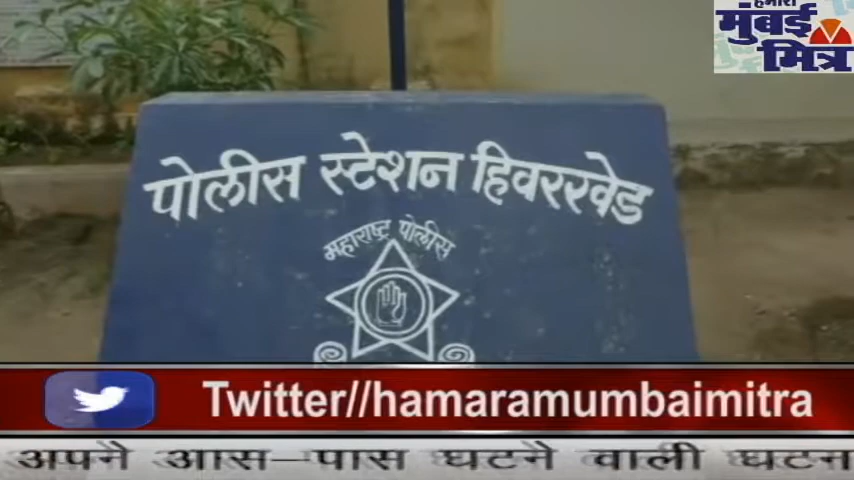 हमारा
मुंबई
मित्र
पोलीस स्टेशन हिवरखेड
महाराष्ट्र पोलीस
Twitter//hamaramumbaimitra
अपने आस-पास घटने वाली घटन